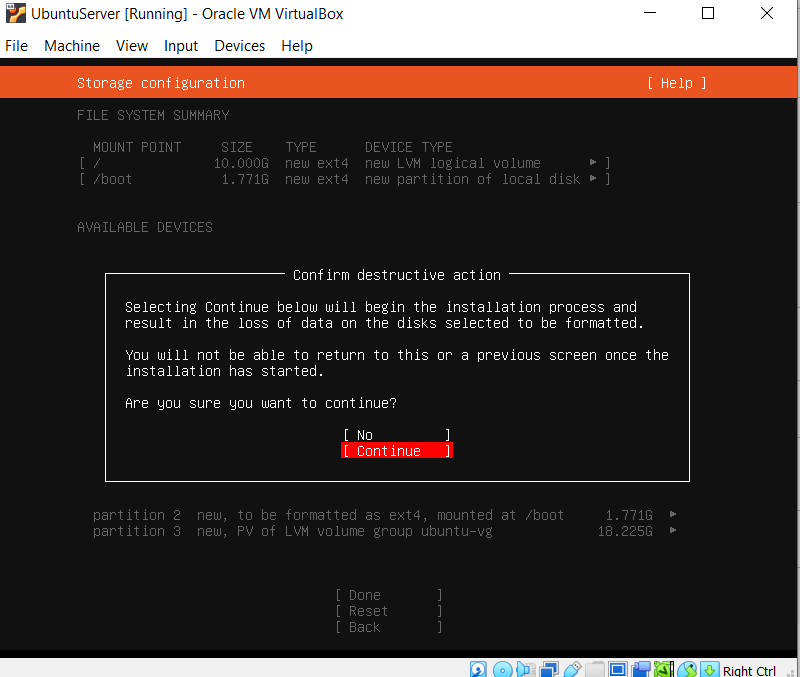 UbuntuServer [Running] - Oracle VM VirtualBox
File Machine View Input Devices Help
Storage configuration [ Help ]
FILE SYSTEM SUMMARY
MOUNT POINT SIZE TYPE DEVICE TYPE
[ / 10.000G new ext4 new LVM logical volume ▸ ]
[ /boot 1.771G new ext4 new partition of local disk ▸ ]
AVAILABLE DEVICES
Confirm destructive action
Selecting Continue below will begin the installation process and
result in the loss of data on the disks selected to be formatted.
You will not be able to return to this or a previous screen once the
installation has started.
Are you sure you want to continue?
[ No ]
[ Continue ]
partition 2 new, to be formatted as ext4, mounted at /boot 1.771G ▸
partition 3 new, PV of LVM volume group ubuntu-vg 18.225G ▸
[ Done ]
[ Reset ]
[ Back ]
Right Ctrl